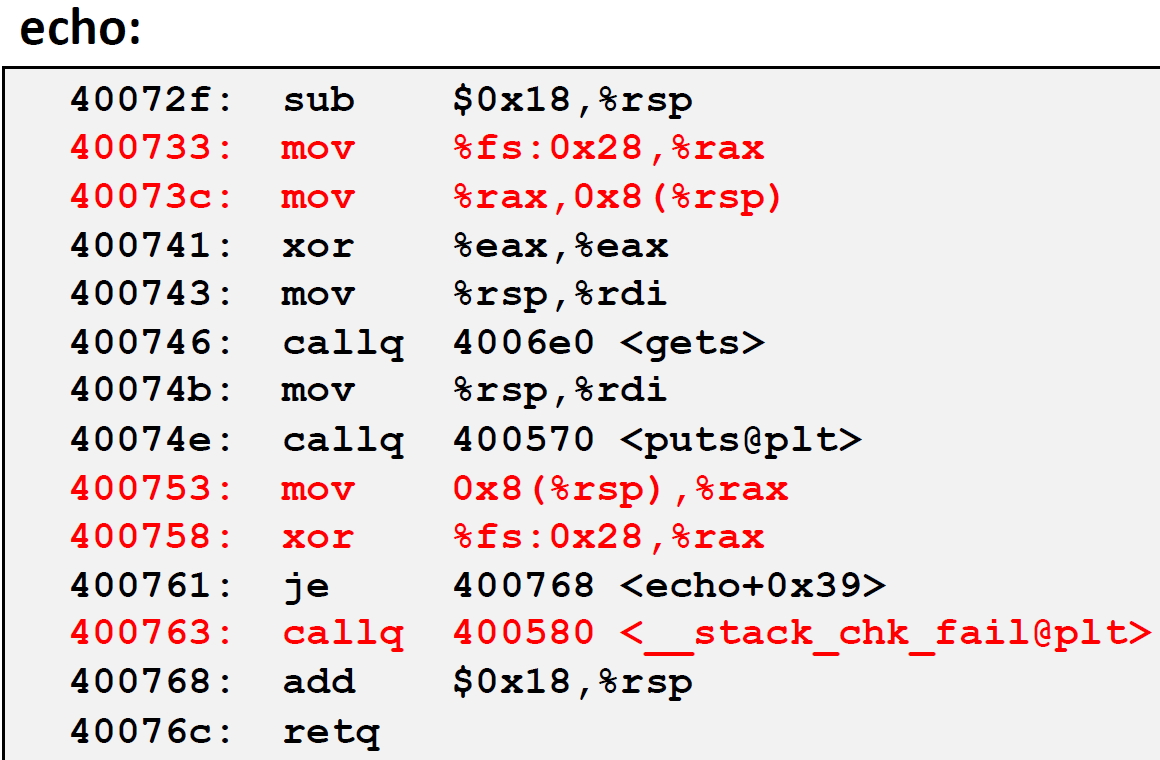 echo:
40072f: sub $0x18,%rsp
400733: mov %fs:0x28,%rax
40073c: mov %rax,0x8(%rsp)
400741: xor %eax,%eax
400743: mov %rsp,%rdi
400746: callq 4006e0 <gets>
40074b: mov %rsp,%rdi
40074e: callq 400570 <puts@plt>
400753: mov 0x8(%rsp),%rax
400758: xor %fs:0x28,%rax
400761: je 400768 <echo+0x39>
400763: callq 400580 <__stack_chk_fail@plt>
400768: add $0x18,%rsp
40076c: retq